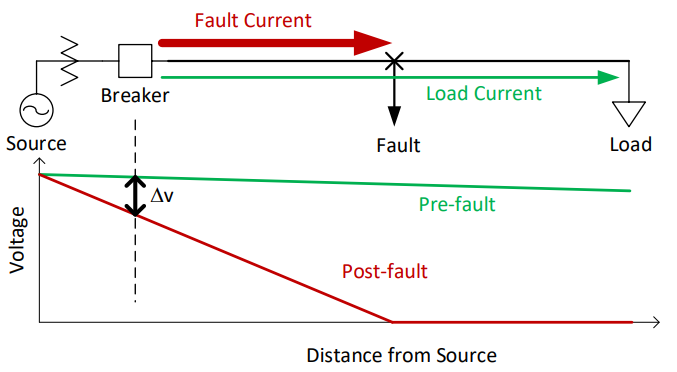 Fault Current
Breaker
Load Current
Source
Fault
Load
Δv
Pre-fault
Voltage
Post-fault
Distance from Source